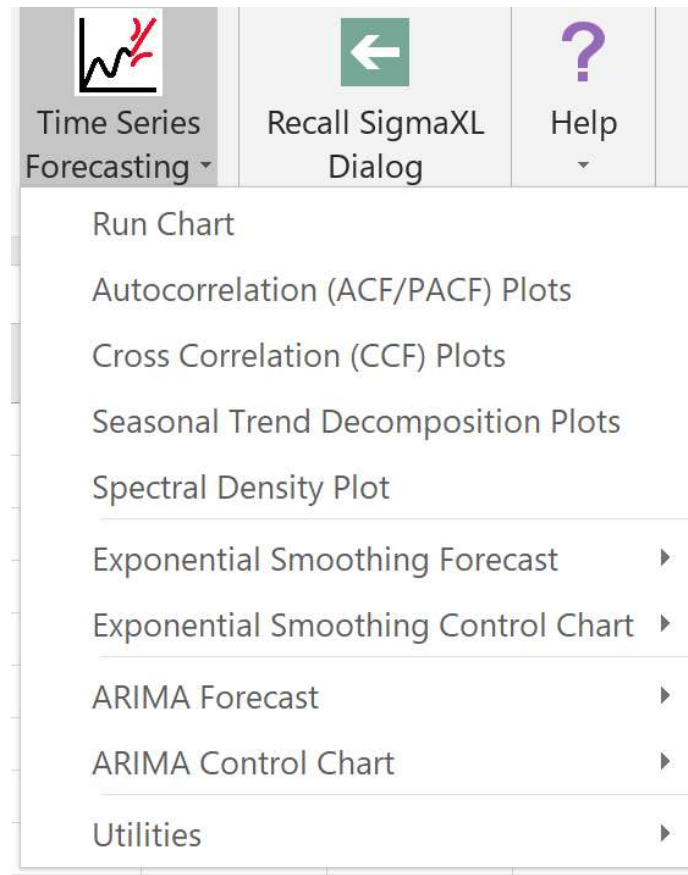 Time Series
Forecasting
Recall SigmaXL
Dialog
?
Help
Run Chart
Autocorrelation (ACF/PACF) Plots
Cross Correlation (CCF) Plots
Seasonal Trend Decomposition Plots
Spectral Density Plot
Exponential Smoothing Forecast
Exponential Smoothing Control Chart
ARIMA Forecast
ARIMA Control Chart
Utilities